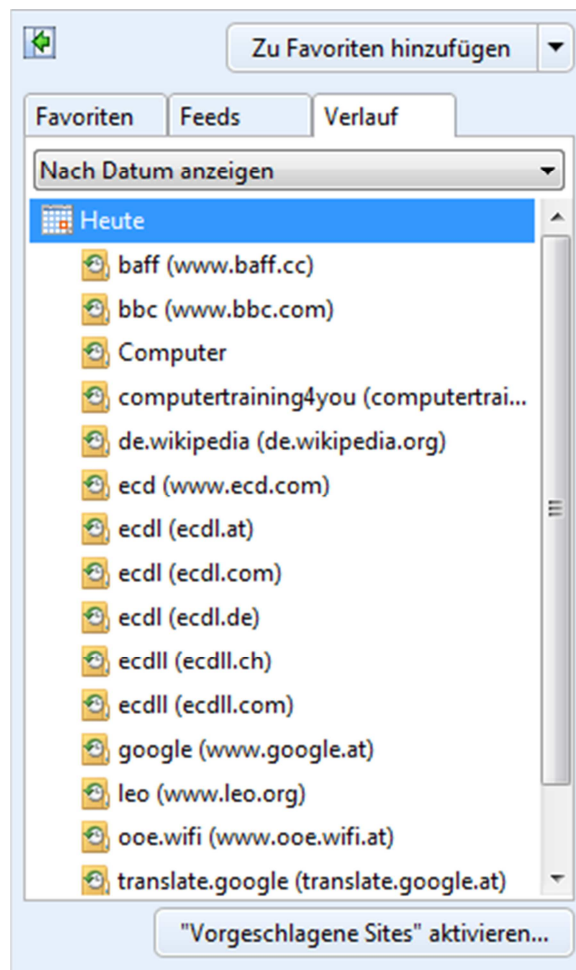 Zu Favoriten hinzufügen
Favoriten Feeds Verlauf
Nach Datum anzeigen
Heute
baff (www.baff.cc)
bbc (www.bbc.com)
Computer
computertraining4you (computertrai...
de.wikipedia (de.wikipedia.org)
ecd (www.ecd.com)
ecdl (ecdl.at)
ecdl (ecdl.com)
ecdl (ecdl.de)
ecdll (ecdll.ch)
ecdll (ecdll.com)
google (www.google.at)
leo (www.leo.org)
ooe.wifi (www.ooe.wifi.at)
translate.google (translate.google.at)
"Vorgeschlagene Sites" aktivieren...